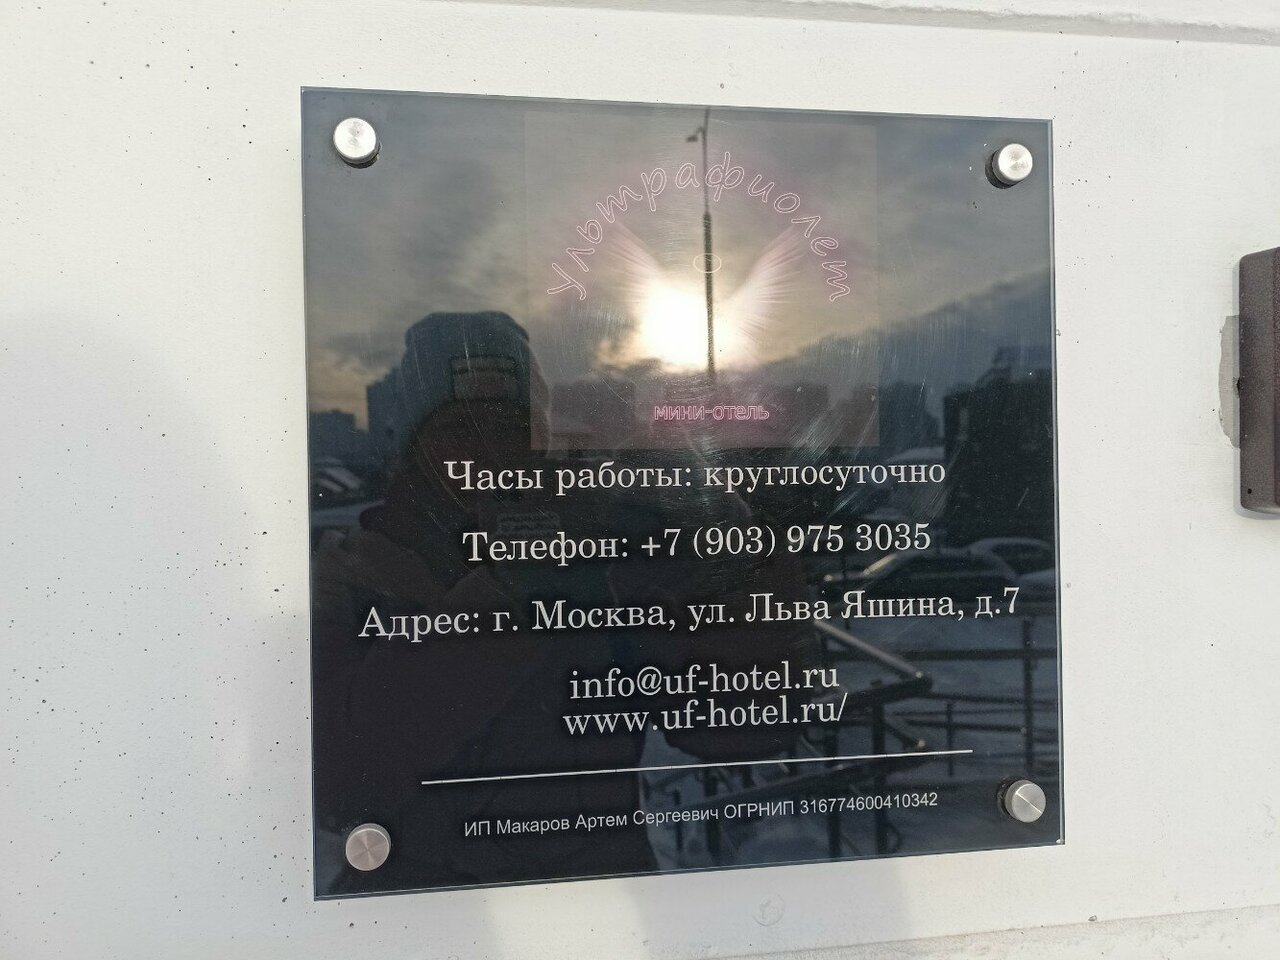 Ультрафиолет
мини-отель
Часы работы: круглосуточно
Телефон: +7 (903) 975 3035
Адрес: г. Москва, ул. Льва Яшина, д.7
info@uf-hotel.ru
www.uf-hotel.ru/
ИП Макаров Артем Сергеевич ОГРНИП 316774600410342